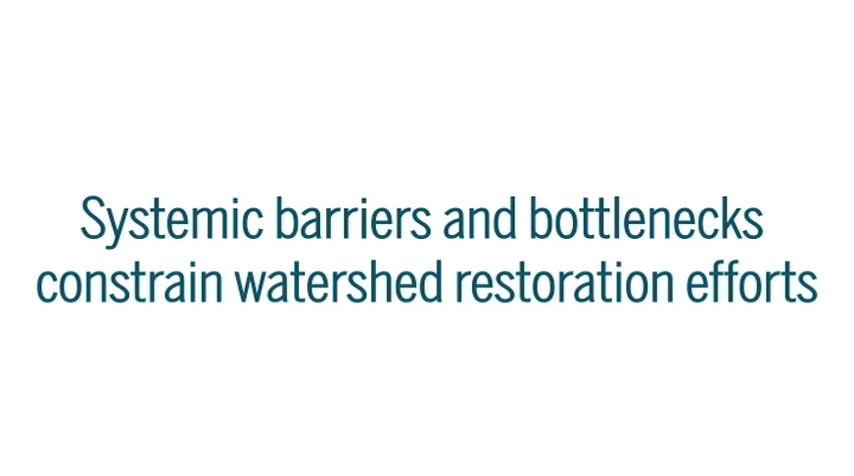 Systemic barriers and bottlenecks
constrain watershed restoration efforts